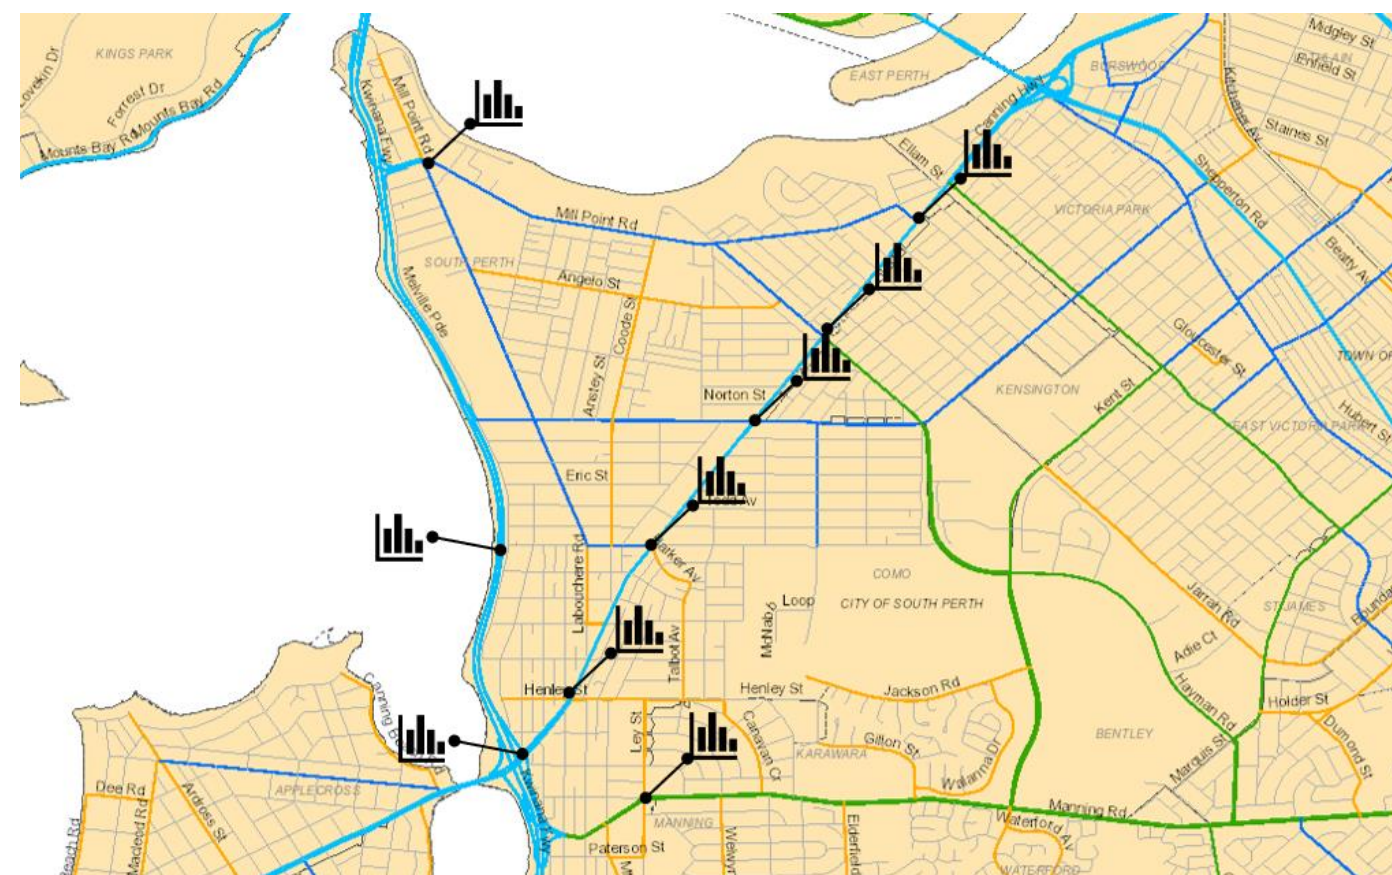 KINGS PARK
Lovekin Dr
Forrest Dr
Mounts Bay Rd
Mounts Bay Rd
Kwinana Fwy
Mill Point Rd
EAST PERTH
Canning Hwy
BURSWOOD
Midgley St
Enfield St
Kitchener Av
Staines St
Ellam St
Shepperton Rd
VICTORIA PARK
Beatty Av
Mill Point Rd
SOUTH PERTH
Angelo St
Melville Pde
Coode St
Anstey St
Gloucester St
TOWN OF
Norton St
KENSINGTON
Kent St
Hubert St
EAST VICTORIA PARK
Eric St
Labouchere Rd
COMO
CITY OF SOUTH PERTH
Loop
McNab
Talbot Av
Jarrah Rd
ST JAMES
Adie Ct
Henley St
Henley St
Jackson Rd
Hayman Rd
Holder St
Canning Beach Rd
Ley St
Canavan Cr
Gillon St
KARAWARA
Walanna Dr
BENTLEY
Marquis St
Dumond St
Dee Rd
Macleod Rd
Ardross St
APPLECROSS
Kwinana Fwy
MANNING
Manning Rd
Waterford Av
Paterson St
Elderfield
WATERFORD